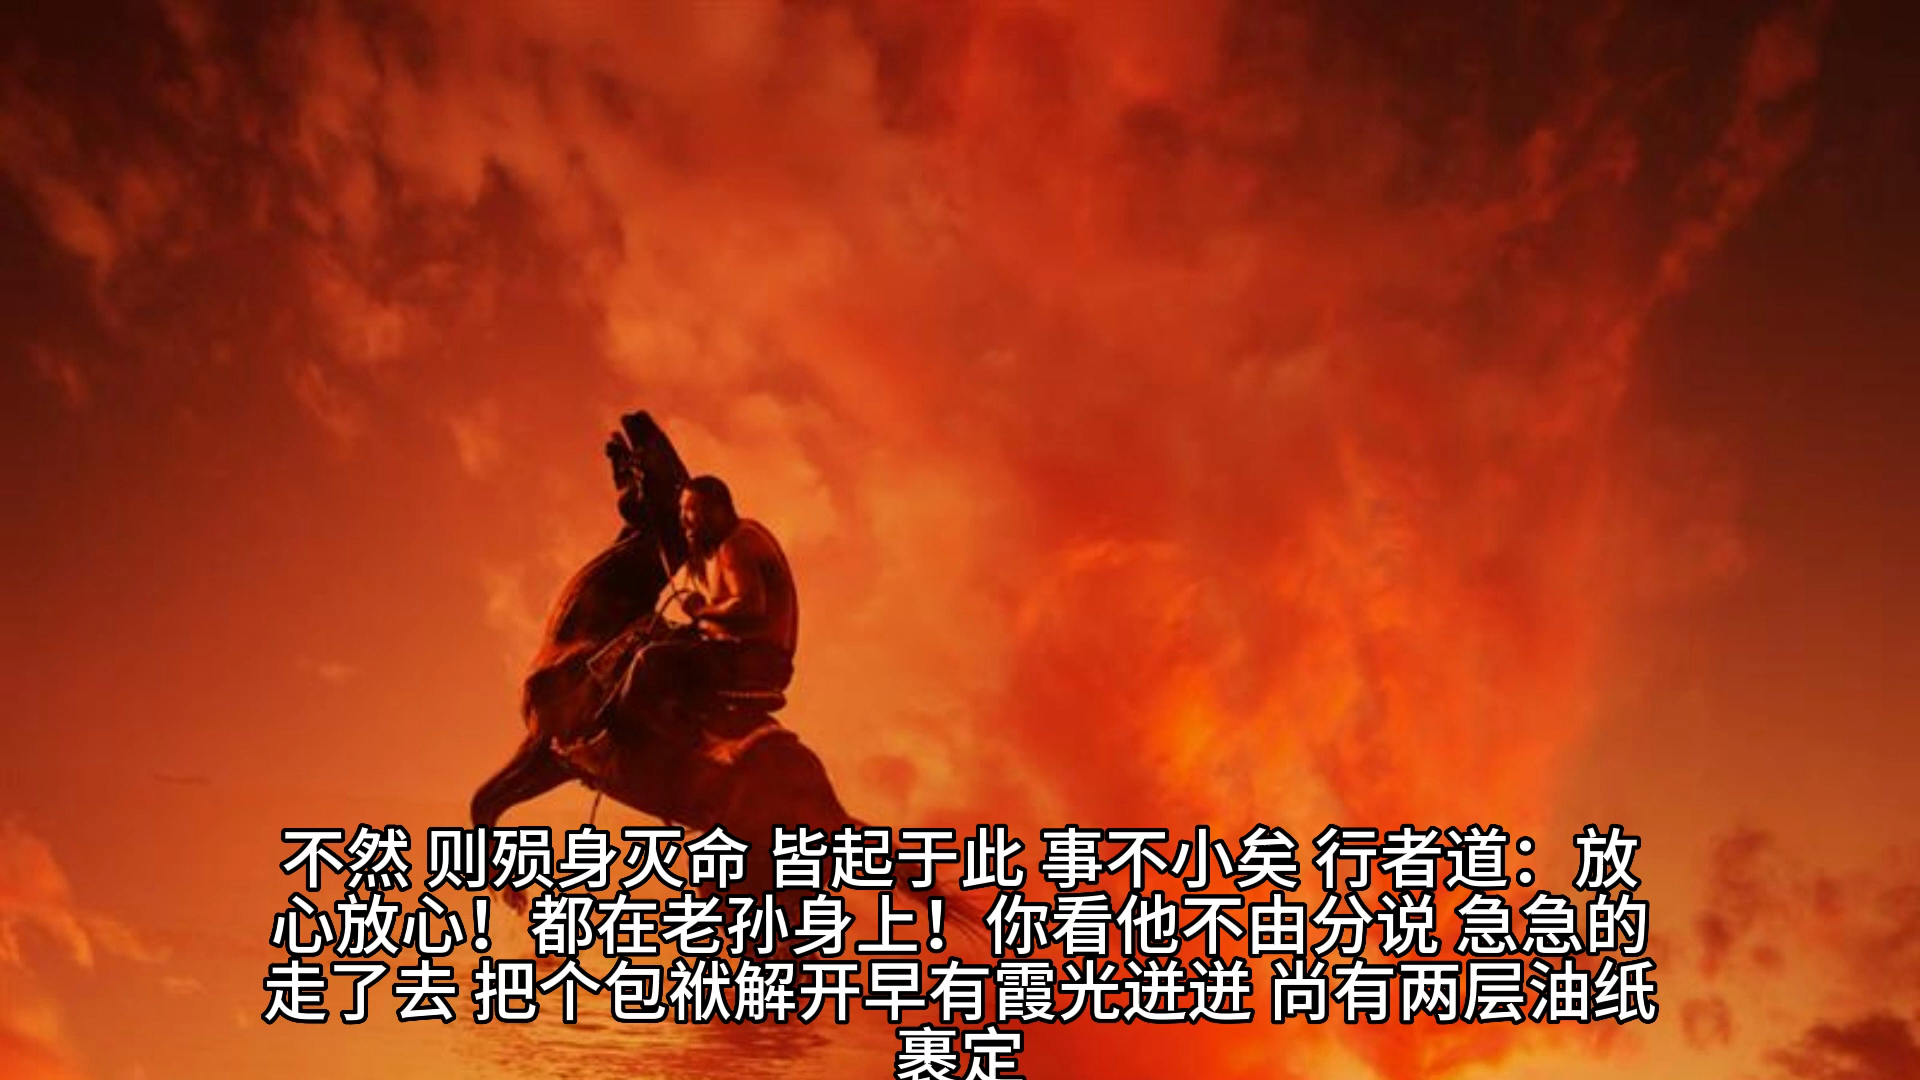 不然 则殒身灭命 皆起于此 事不小矣 行者道：放
心放心！都在老孙身上！你看他不由分说 急急的
走了去 把个包袱解开早有霞光迸迸 尚有两层油纸
裹定